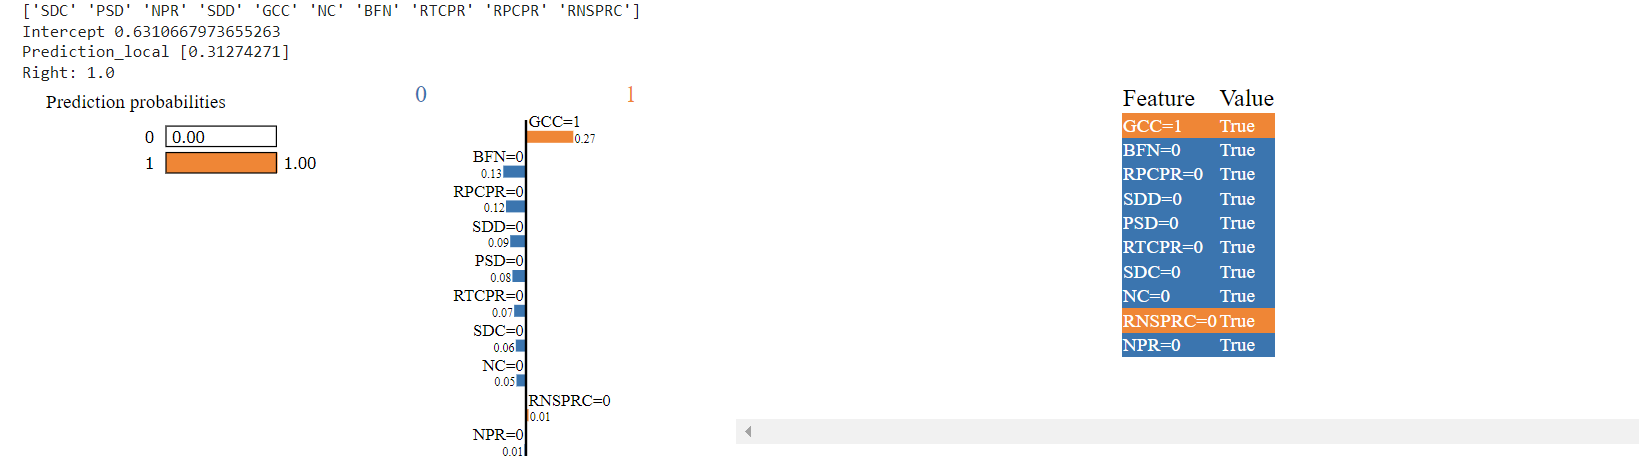 ['SDC' 'PSD' 'NPR' 'SDD' 'GCC' 'NC' 'BFN' 'RTCPR' 'RPCPR' 'RNSPRC']
Intercept 0.6310667973655263
Prediction_local [0.31274271]
Right: 1.0
Prediction probabilities
0 0.00
1 1.00
0 1
GCC=1
0.27
BFN=0
0.13
RPCPR=0
0.12
SDD=0
0.09
PSD=0
0.08
RTCPR=0
0.07
SDC=0
0.06
NC=0
0.05
RNSPRC=0
0.01
NPR=0
0.01
Feature Value
GCC=1 True
BFN=0 True
RPCPR=0 True
SDD=0 True
PSD=0 True
RTCPR=0 True
SDC=0 True
NC=0 True
RNSPRC=0 True
NPR=0 True